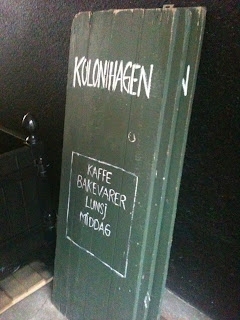 KOLONIHAGEN
KAFFE
BAKEVARER
LUNSJ
MIDDAG